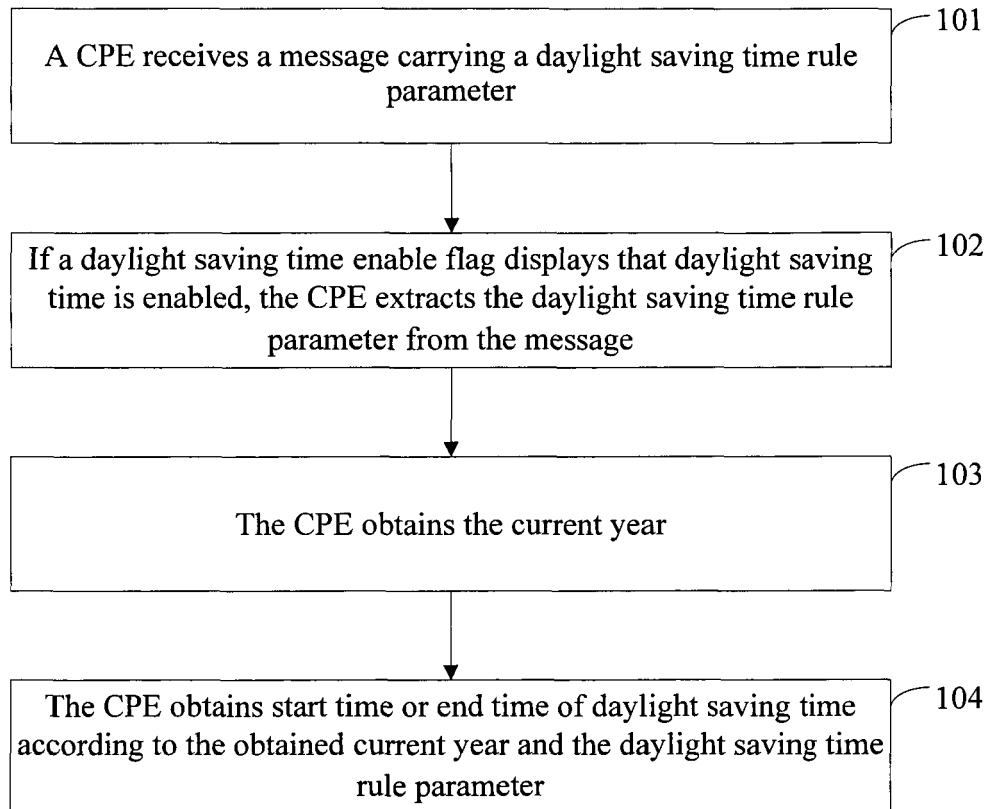 101
A CPE receives a message carrying a daylight saving time rule
parameter
102
If a daylight saving time enable flag displays that daylight saving
time is enabled, the CPE extracts the daylight saving time rule
parameter from the message
103
The CPE obtains the current year
104
The CPE obtains start time or end time of daylight saving time
according to the obtained current year and the daylight saving time
rule parameter